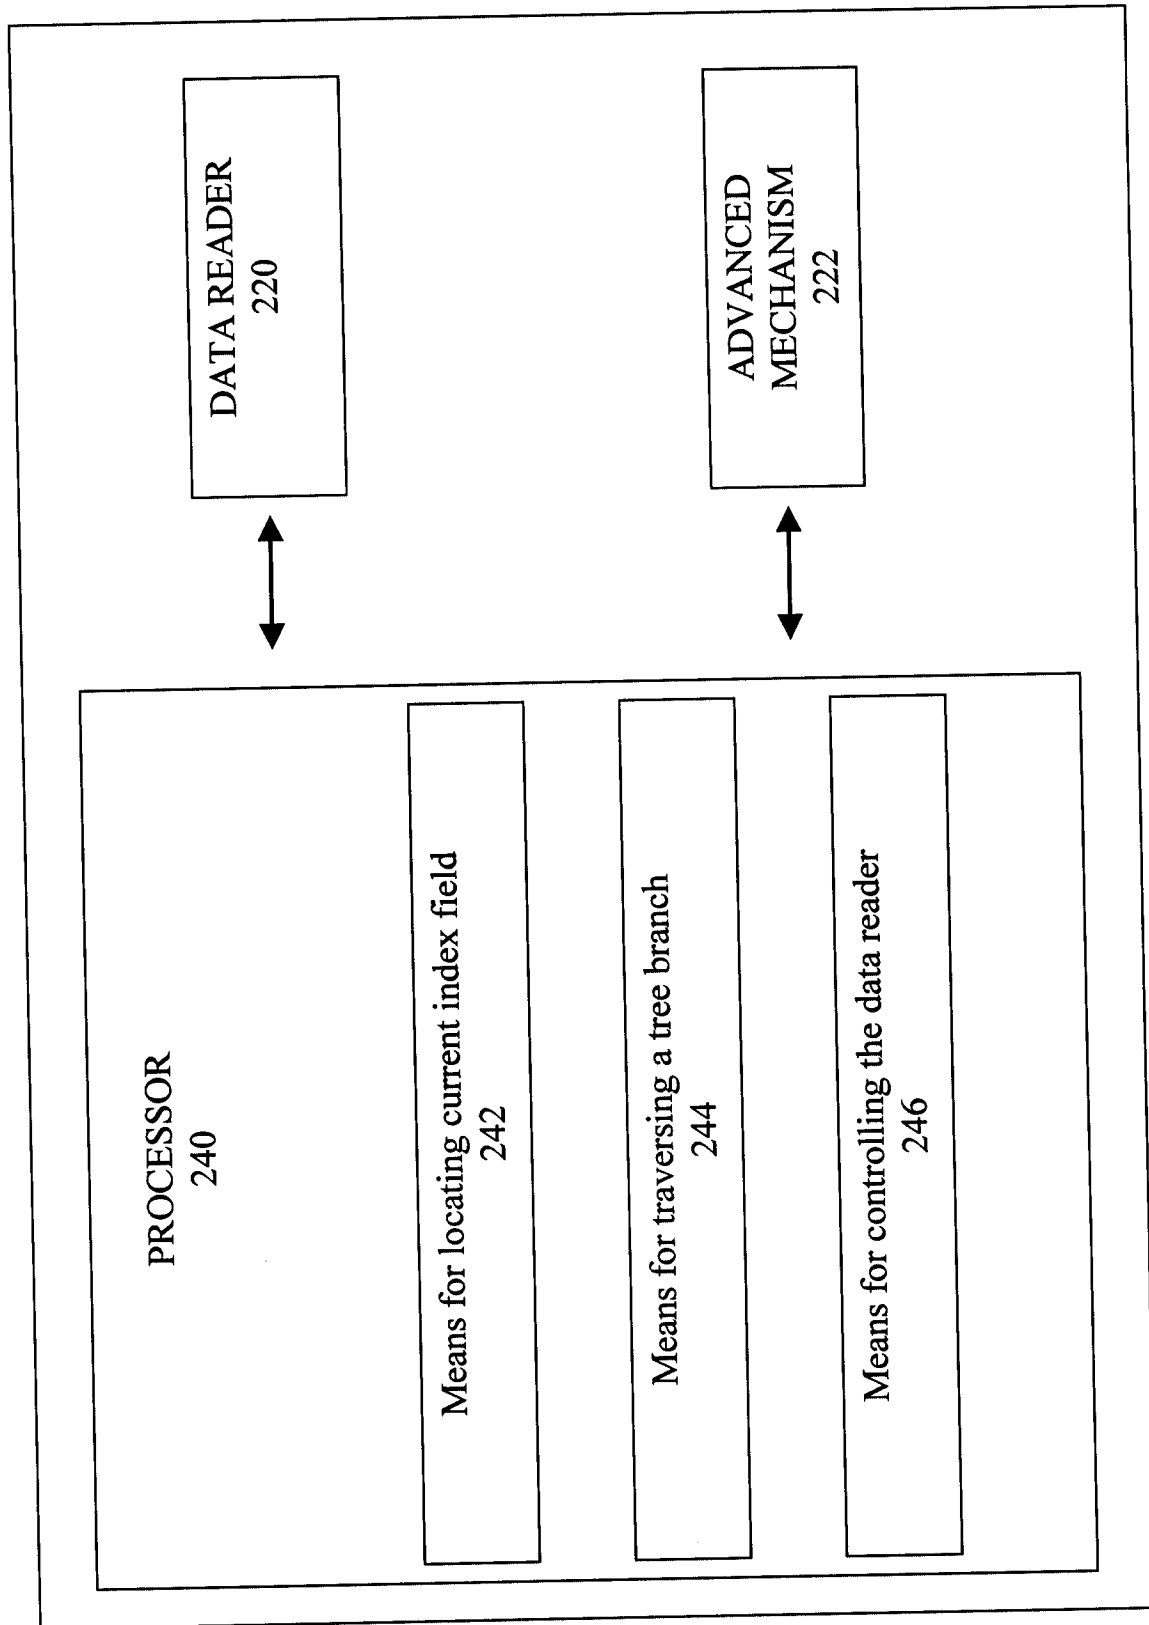 PROCESSOR
240
Means for locating current index field
242
Means for traversing a tree branch
244
Means for controlling the data reader
246
DATA READER
220
ADVANCED
MECHANISM
222